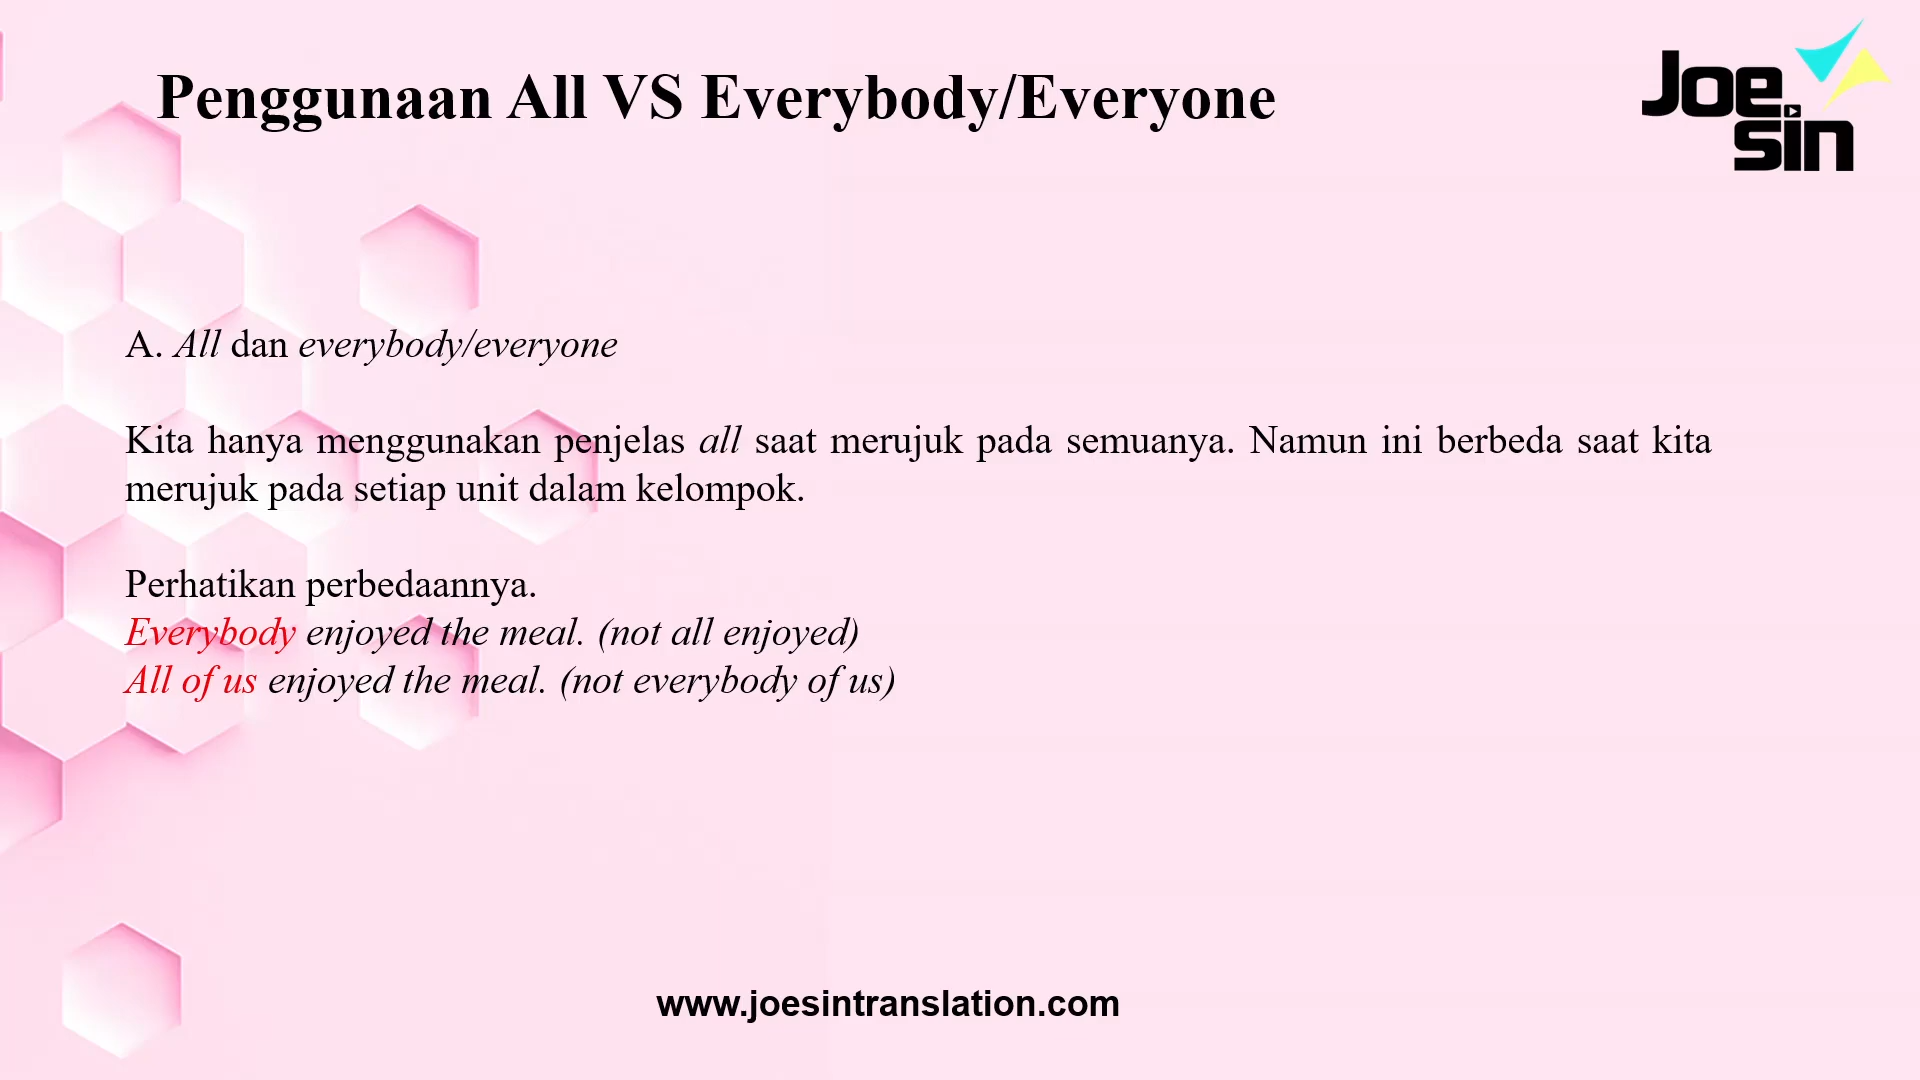 Penggunaan All VS Everybody/Everyone
Joe
sin
A. All dan everybody/everyone
Kita hanya menggunakan penjelas all saat merujuk pada semuanya. Namun ini berbeda saat kita
merujuk pada setiap unit dalam kelompok.
Perhatikan perbedaannya.
Everybody enjoyed the meal. (not all enjoyed)
All of us enjoyed the meal. (not everybody of us)
www.joesintranslation.com